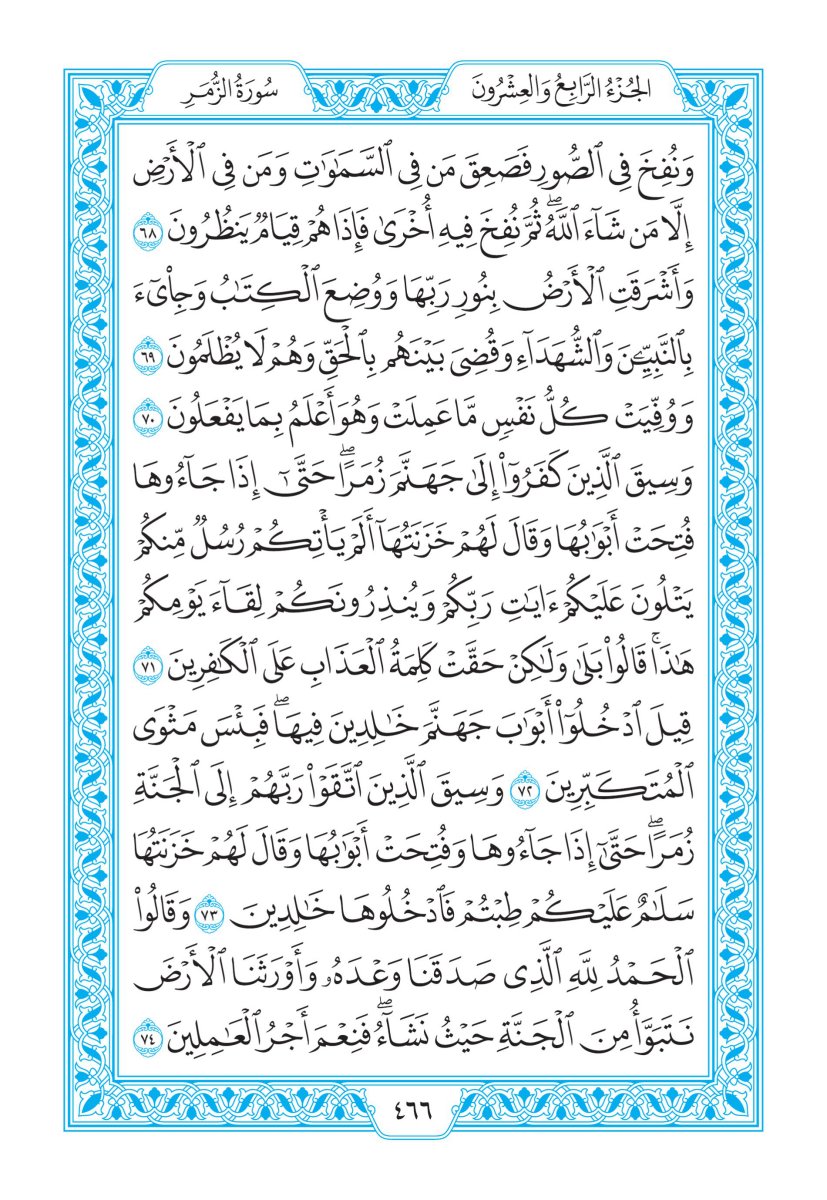 الجُزْءُ الرَّابِعُ وَالعِشْرُونَ
سُورَةُ الزُّمَرِ
وَنُفِخَ فِي ٱلصُّورِ فَصَعِقَ مَن فِي ٱلسَّمَٰوَٰتِ وَمَن فِي ٱلۡأَرۡضِ
إِلَّا مَن شَآءَ ٱللَّهُۖ ثُمَّ نُفِخَ فِيهِ أُخۡرَىٰ فَإِذَا هُمۡ قِيَامٞ يَنظُرُونَ ٦٨
وَأَشۡرَقَتِ ٱلۡأَرۡضُ بِنُورِ رَبِّهَا وَوُضِعَ ٱلۡكِتَٰبُ وَجِاْيٓءَ
بِٱلنَّبِيِّـۧنَ وَٱلشُّهَدَآءِ وَقُضِيَ بَيۡنَهُم بِٱلۡحَقِّ وَهُمۡ لَا يُظۡلَمُونَ ٦٩
وَوُفِّيَتۡ كُلُّ نَفۡسٖ مَّا عَمِلَتۡ وَهُوَ أَعۡلَمُ بِمَا يَفۡعَلُونَ ٧٠
وَسِيقَ ٱلَّذِينَ كَفَرُوٓاْ إِلَىٰ جَهَنَّمَ زُمَرًاۖ حَتَّىٰٓ إِذَا جَآءُوهَا
فُتِحَتۡ أَبۡوَٰبُهَا وَقَالَ لَهُمۡ خَزَنَتُهَآ أَلَمۡ يَأۡتِكُمۡ رُسُلٞ مِّنكُمۡ
يَتۡلُونَ عَلَيۡكُمۡ ءَايَٰتِ رَبِّكُمۡ وَيُنذِرُونَكُمۡ لِقَآءَ يَوۡمِكُمۡ
هَٰذَاۚ قَالُواْ بَلَىٰ وَلَٰكِنۡ حَقَّتۡ كَلِمَةُ ٱلۡعَذَابِ عَلَى ٱلۡكَٰفِرِينَ ٧١
قِيلَ ٱدۡخُلُوٓاْ أَبۡوَٰبَ جَهَنَّمَ خَٰلِدِينَ فِيهَاۖ فَبِئۡسَ مَثۡوَى
ٱلۡمُتَكَبِّرِينَ ٧٢ وَسِيقَ ٱلَّذِينَ ٱتَّقَوۡاْ رَبَّهُمۡ إِلَى ٱلۡجَنَّةِ
زُمَرًاۖ حَتَّىٰٓ إِذَا جَآءُوهَا وَفُتِحَتۡ أَبۡوَٰبُهَا وَقَالَ لَهُمۡ خَزَنَتُهَا
سَلَٰمٌ عَلَيۡكُمۡ طِبۡتُمۡ فَٱدۡخُلُوهَا خَٰلِدِينَ ٧٣ وَقَالُواْ
ٱلۡحَمۡدُ لِلَّهِ ٱلَّذِي صَدَقَنَا وَعۡدَهُۥ وَأَوۡرَثَنَا ٱلۡأَرۡضَ
نَتَبَوَّأُ مِنَ ٱلۡجَنَّةِ حَيۡثُ نَشَآءُۖ فَنِعۡمَ أَجۡرُ ٱلۡعَٰمِلِينَ ٧٤
٤٦٦